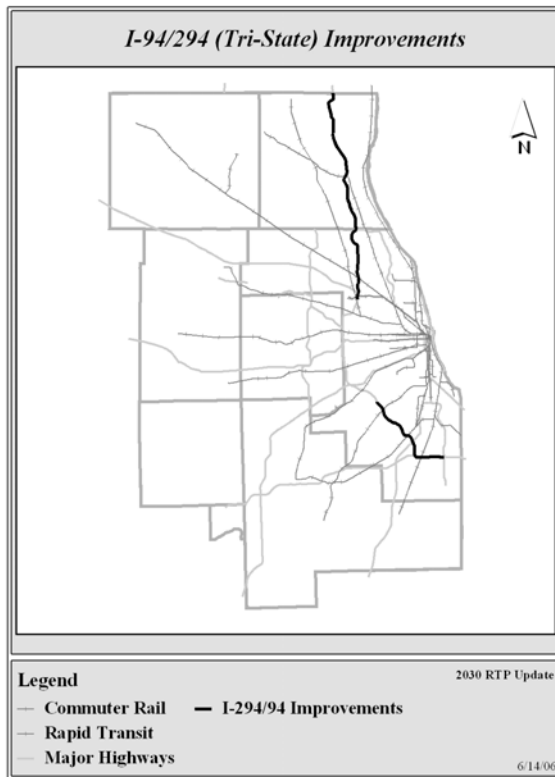 I-94/294 (Tri-State) Improvements
N
Legend
2030 RTP Update
Commuter Rail
I-294/94 Improvements
Rapid Transit
Major Highways
6/14/06